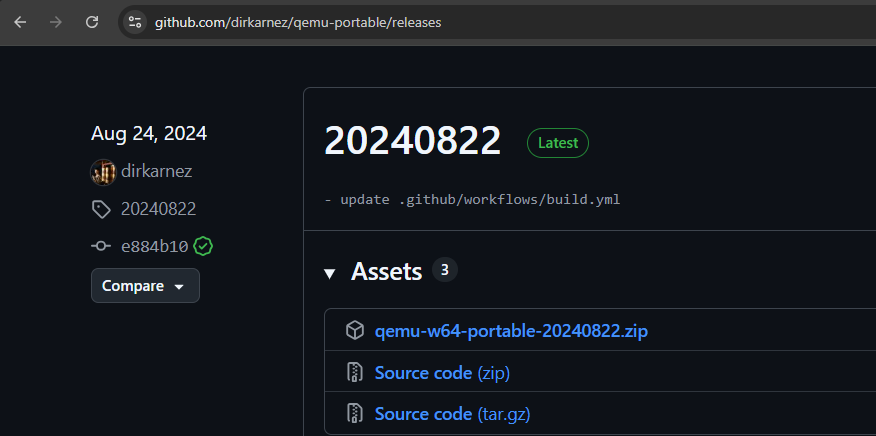 github.com/dirkarnez/qemu-portable/releases
Aug 24, 2024
dirkarnez
20240822
e884b10
Compare
20240822
Latest
- update .github/workflows/build.yml
Assets 3
qemu-w64-portable-20240822.zip
Source code (zip)
Source code (tar.gz)